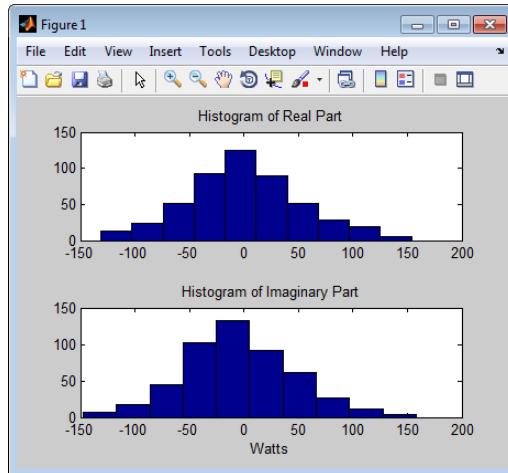 Figure 1
File Edit View Insert Tools Desktop Window Help
Histogram of Real Part
150
100
50
0
-150 -100 -50 0 50 100 150 200
Histogram of Imaginary Part
150
100
50
0
-150 -100 -50 0 50 100 150 200
Watts